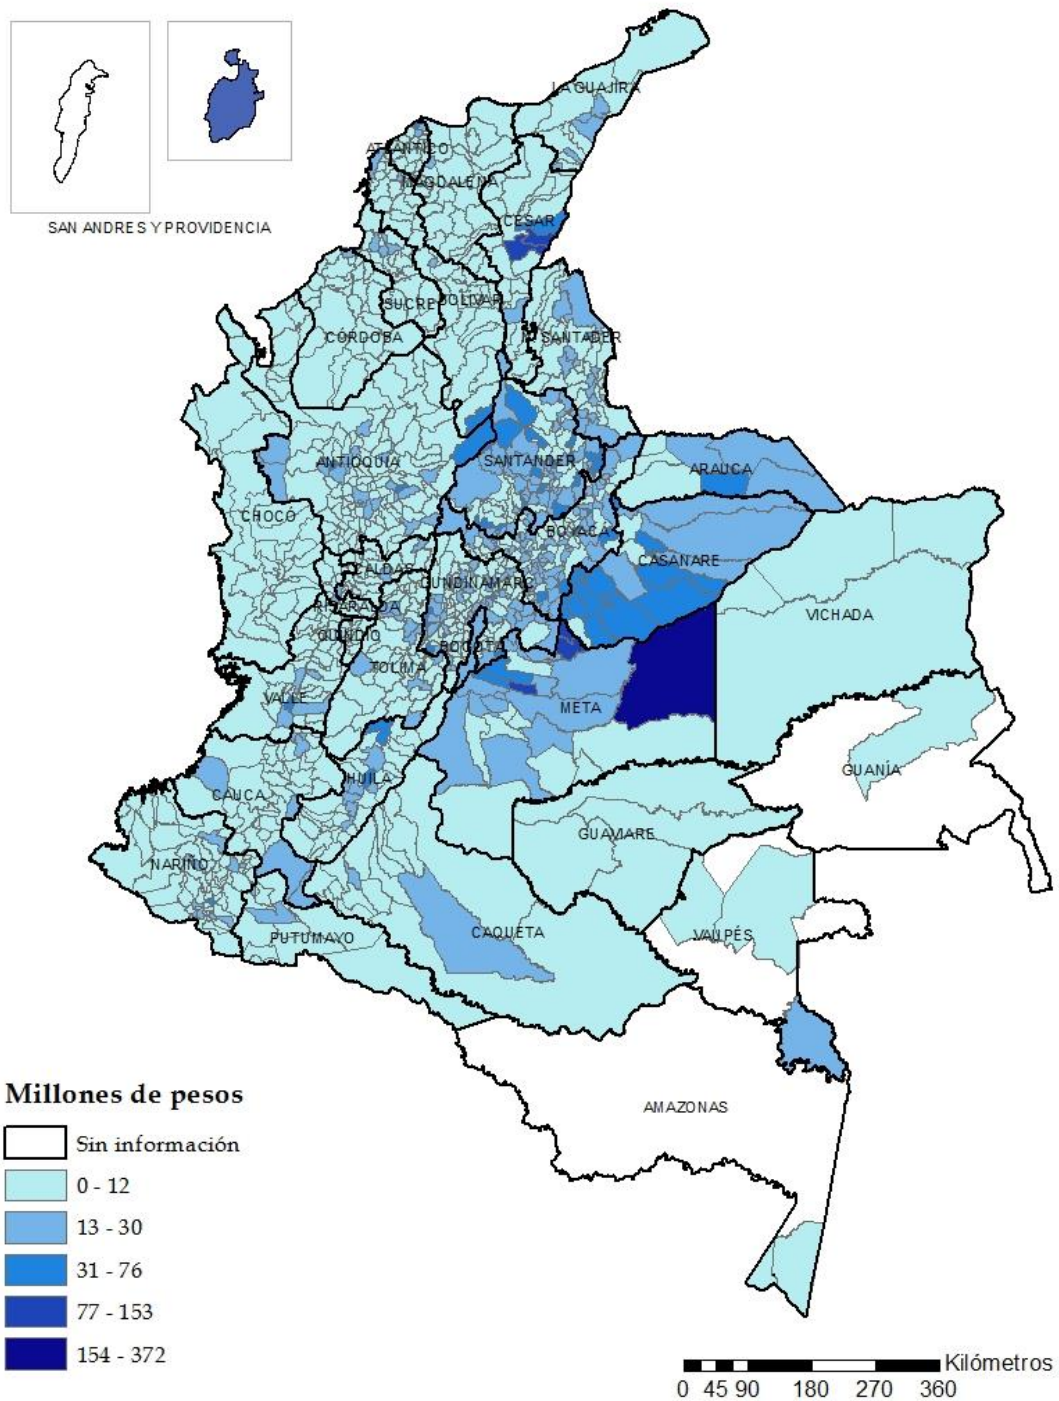 LA GUAJIRA
ATLANTICO
MAGDALENA
SAN ANDRES Y PROVIDENCIA
CESAR
SUCRE
BOLIVAR
CÓRDOBA
N. SANTADER
ANTIOQUIA
SANTANDER
ARAUCA
CHOCÓ
BOYACA
CASANARE
CALDAS
CUNDINAMARC
RISARALDA
VICHADA
QUINDIO
BOGOTA
TOLIMA
VALLE
META
GUANÍA
HUILA
CAUCA
GUAVIARE
NARIÑO
CAQUETA
VAUPÉS
PUTUMAYO
Millones de pesos
AMAZONAS
Sin información
0 - 12
13 - 30
31 - 76
77 - 153
154 - 372
Kilómetros
0 45 90 180 270 360